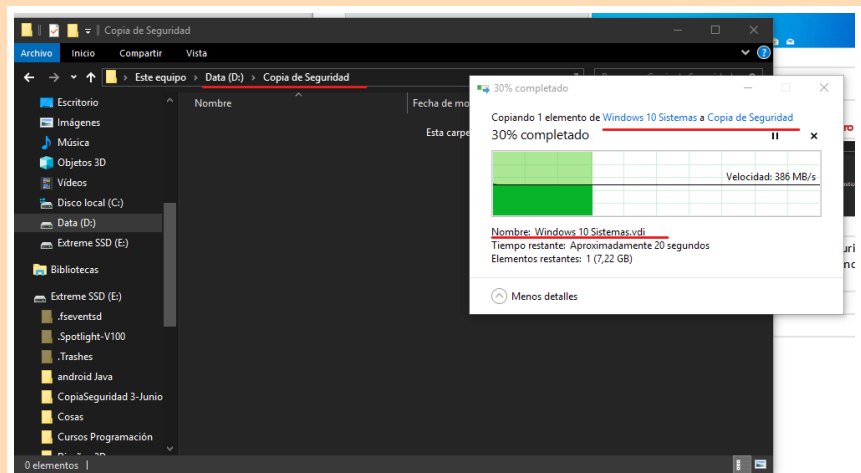 Copia de Seguridad
Archivo Inicio Compartir Vista
Este equipo > Data (D:) > Copia de Seguridad
Escritorio
Imágenes
Música
Objetos 3D
Vídeos
Disco local (C:)
Data (D:)
Extreme SSD (E:)
Bibliotecas
Extreme SSD (E:)
.fseventsd
.Spotlight-V100
.Trashes
android Java
CopiaSeguridad 3-Junio
Cosas
Cursos Programación
0 elementos
Nombre
Fecha de mo
Esta carpe
30% completado
Copiando 1 elemento de Windows 10 Sistemas a Copia de Seguridad
30% completado
Velocidad: 386 MB/s
Nombre: Windows 10 Sistemas.vdi
Tiempo restante: Aproximadamente 20 segundos
Elementos restantes: 1 (7,22 GB)
Menos detalles